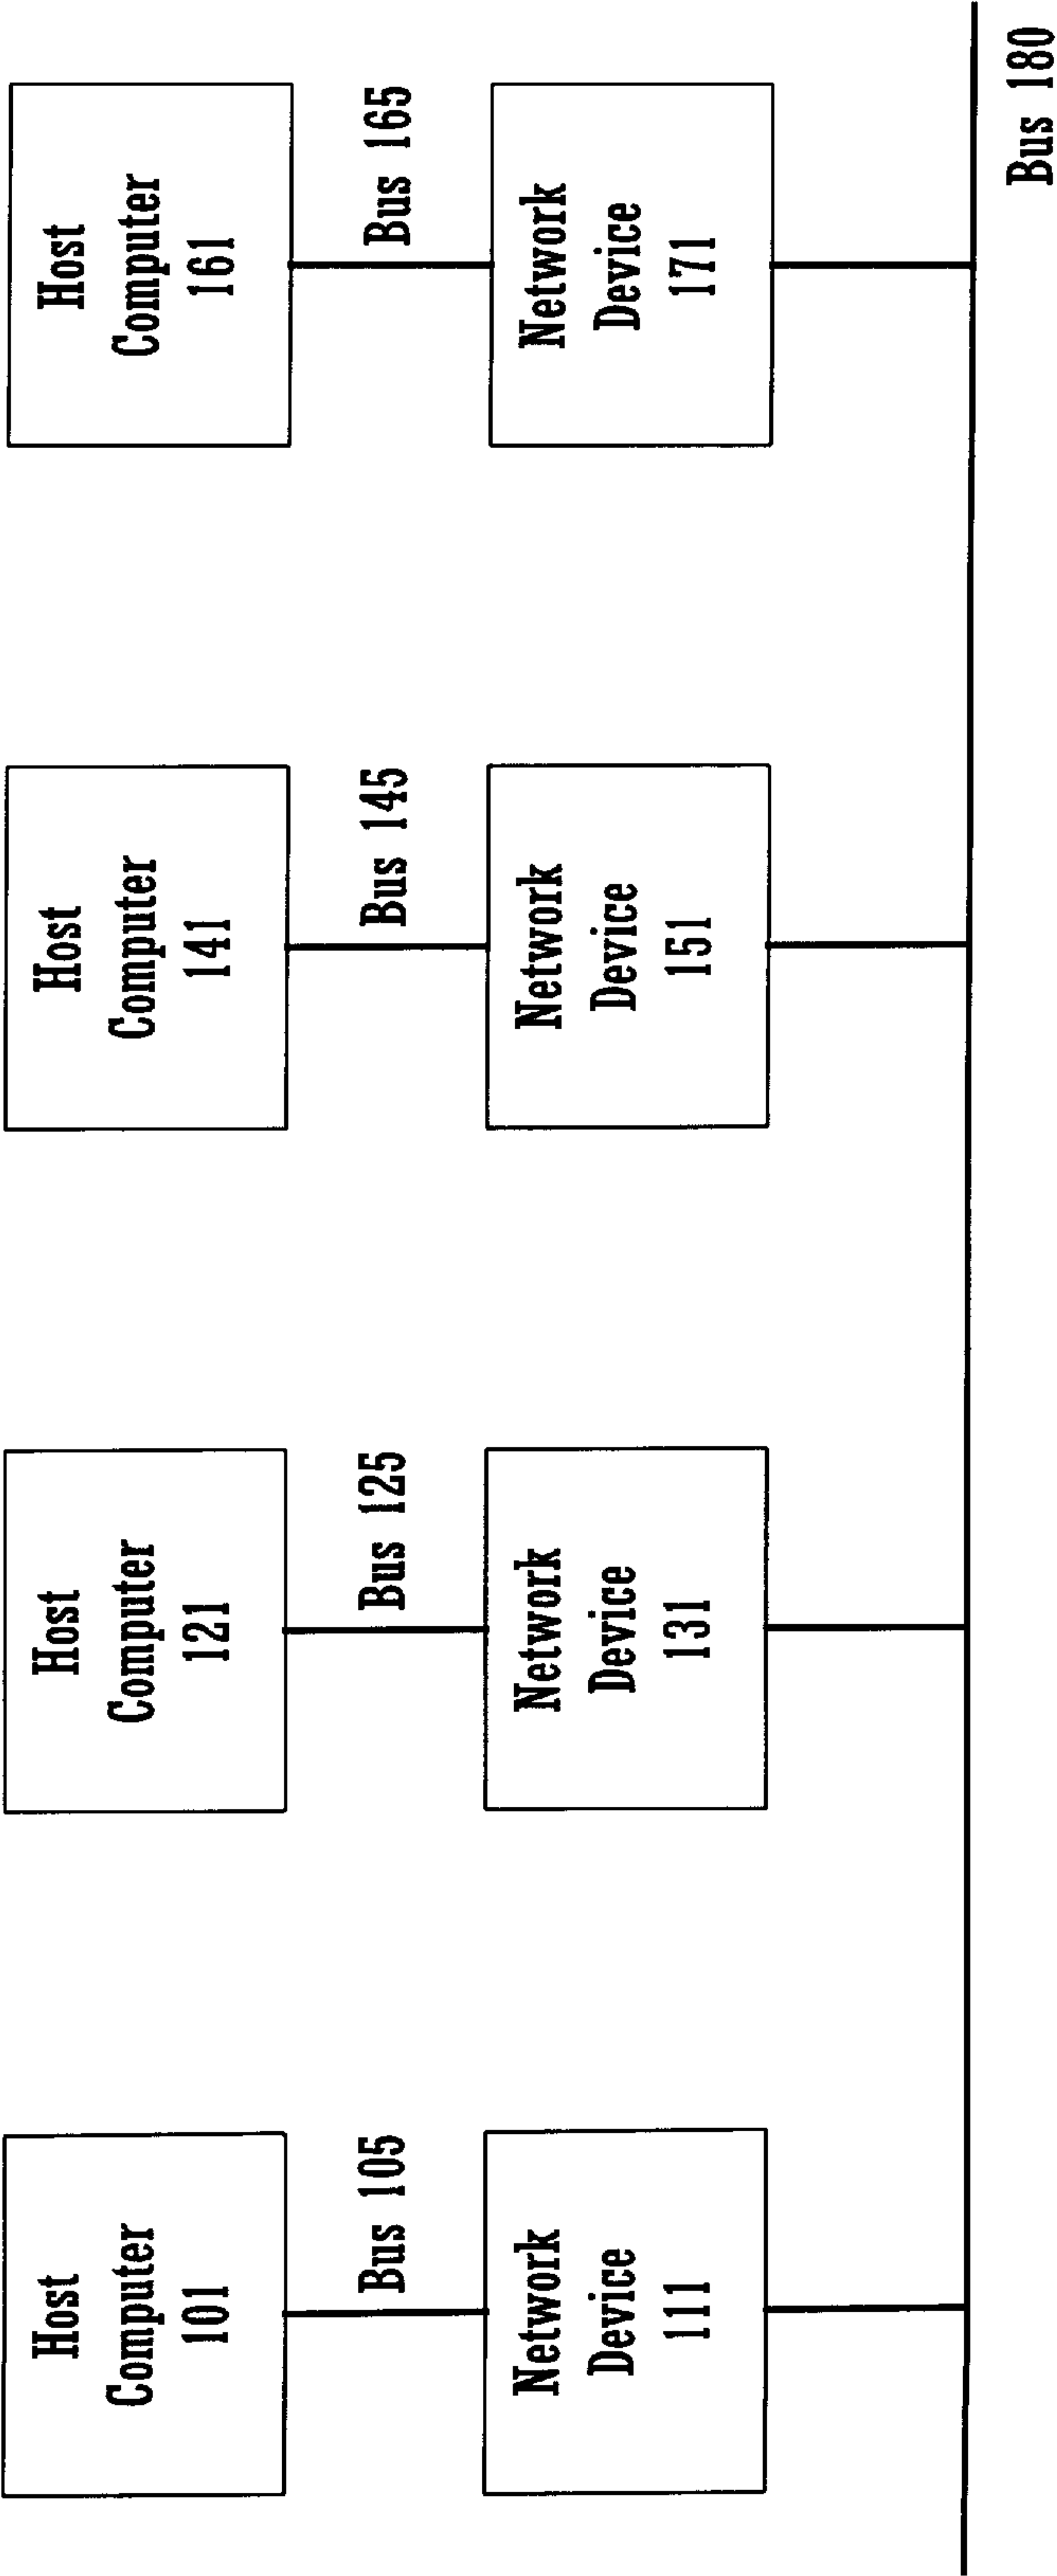 Host
Computer
101
Bus 105
Network
Device
111
Host
Computer
121
Bus 125
Network
Device
131
Host
Computer
141
Bus 145
Network
Device
151
Host
Computer
161
Bus 165
Network
Device
171
Bus 180